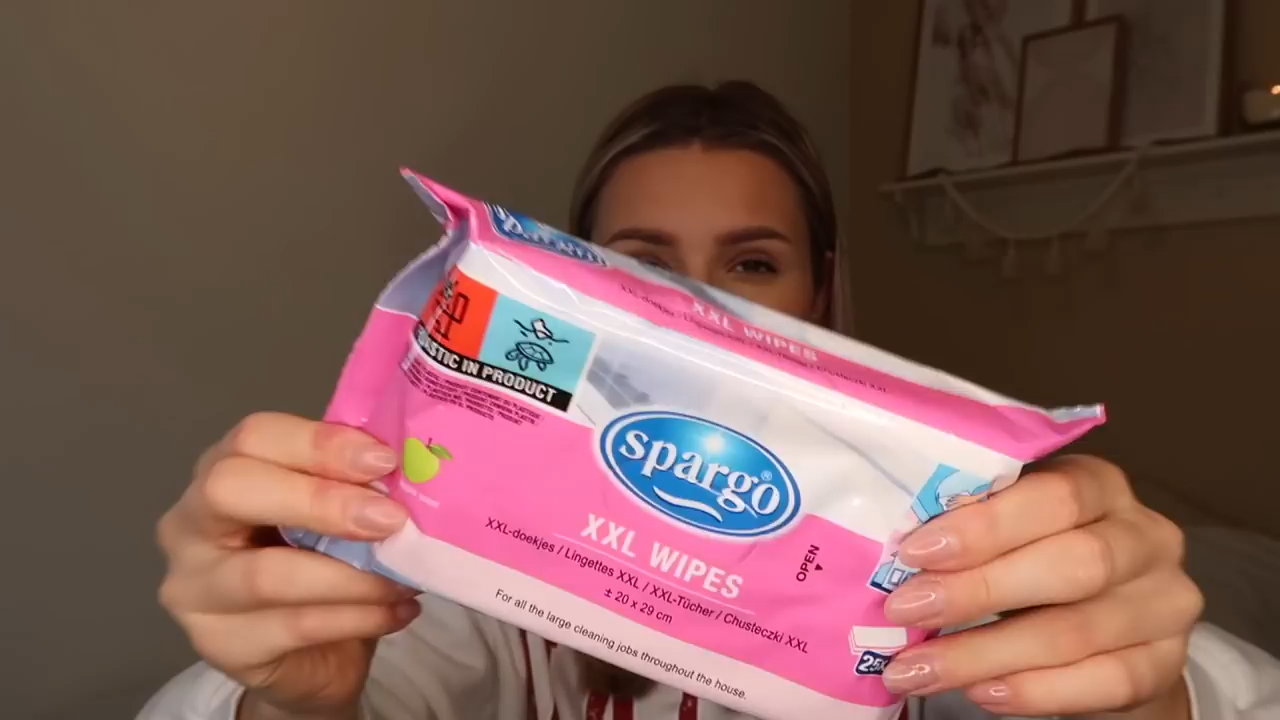 XXL WIPES
PLASTIC IN PRODUCT
spargo®
XXL WIPES
XXL-doekjes / Lingettes XXL / XXL-Tücher / Chusteczki XXL
± 20 x 29 cm
For all the large cleaning jobs throughout the house.
OPEN